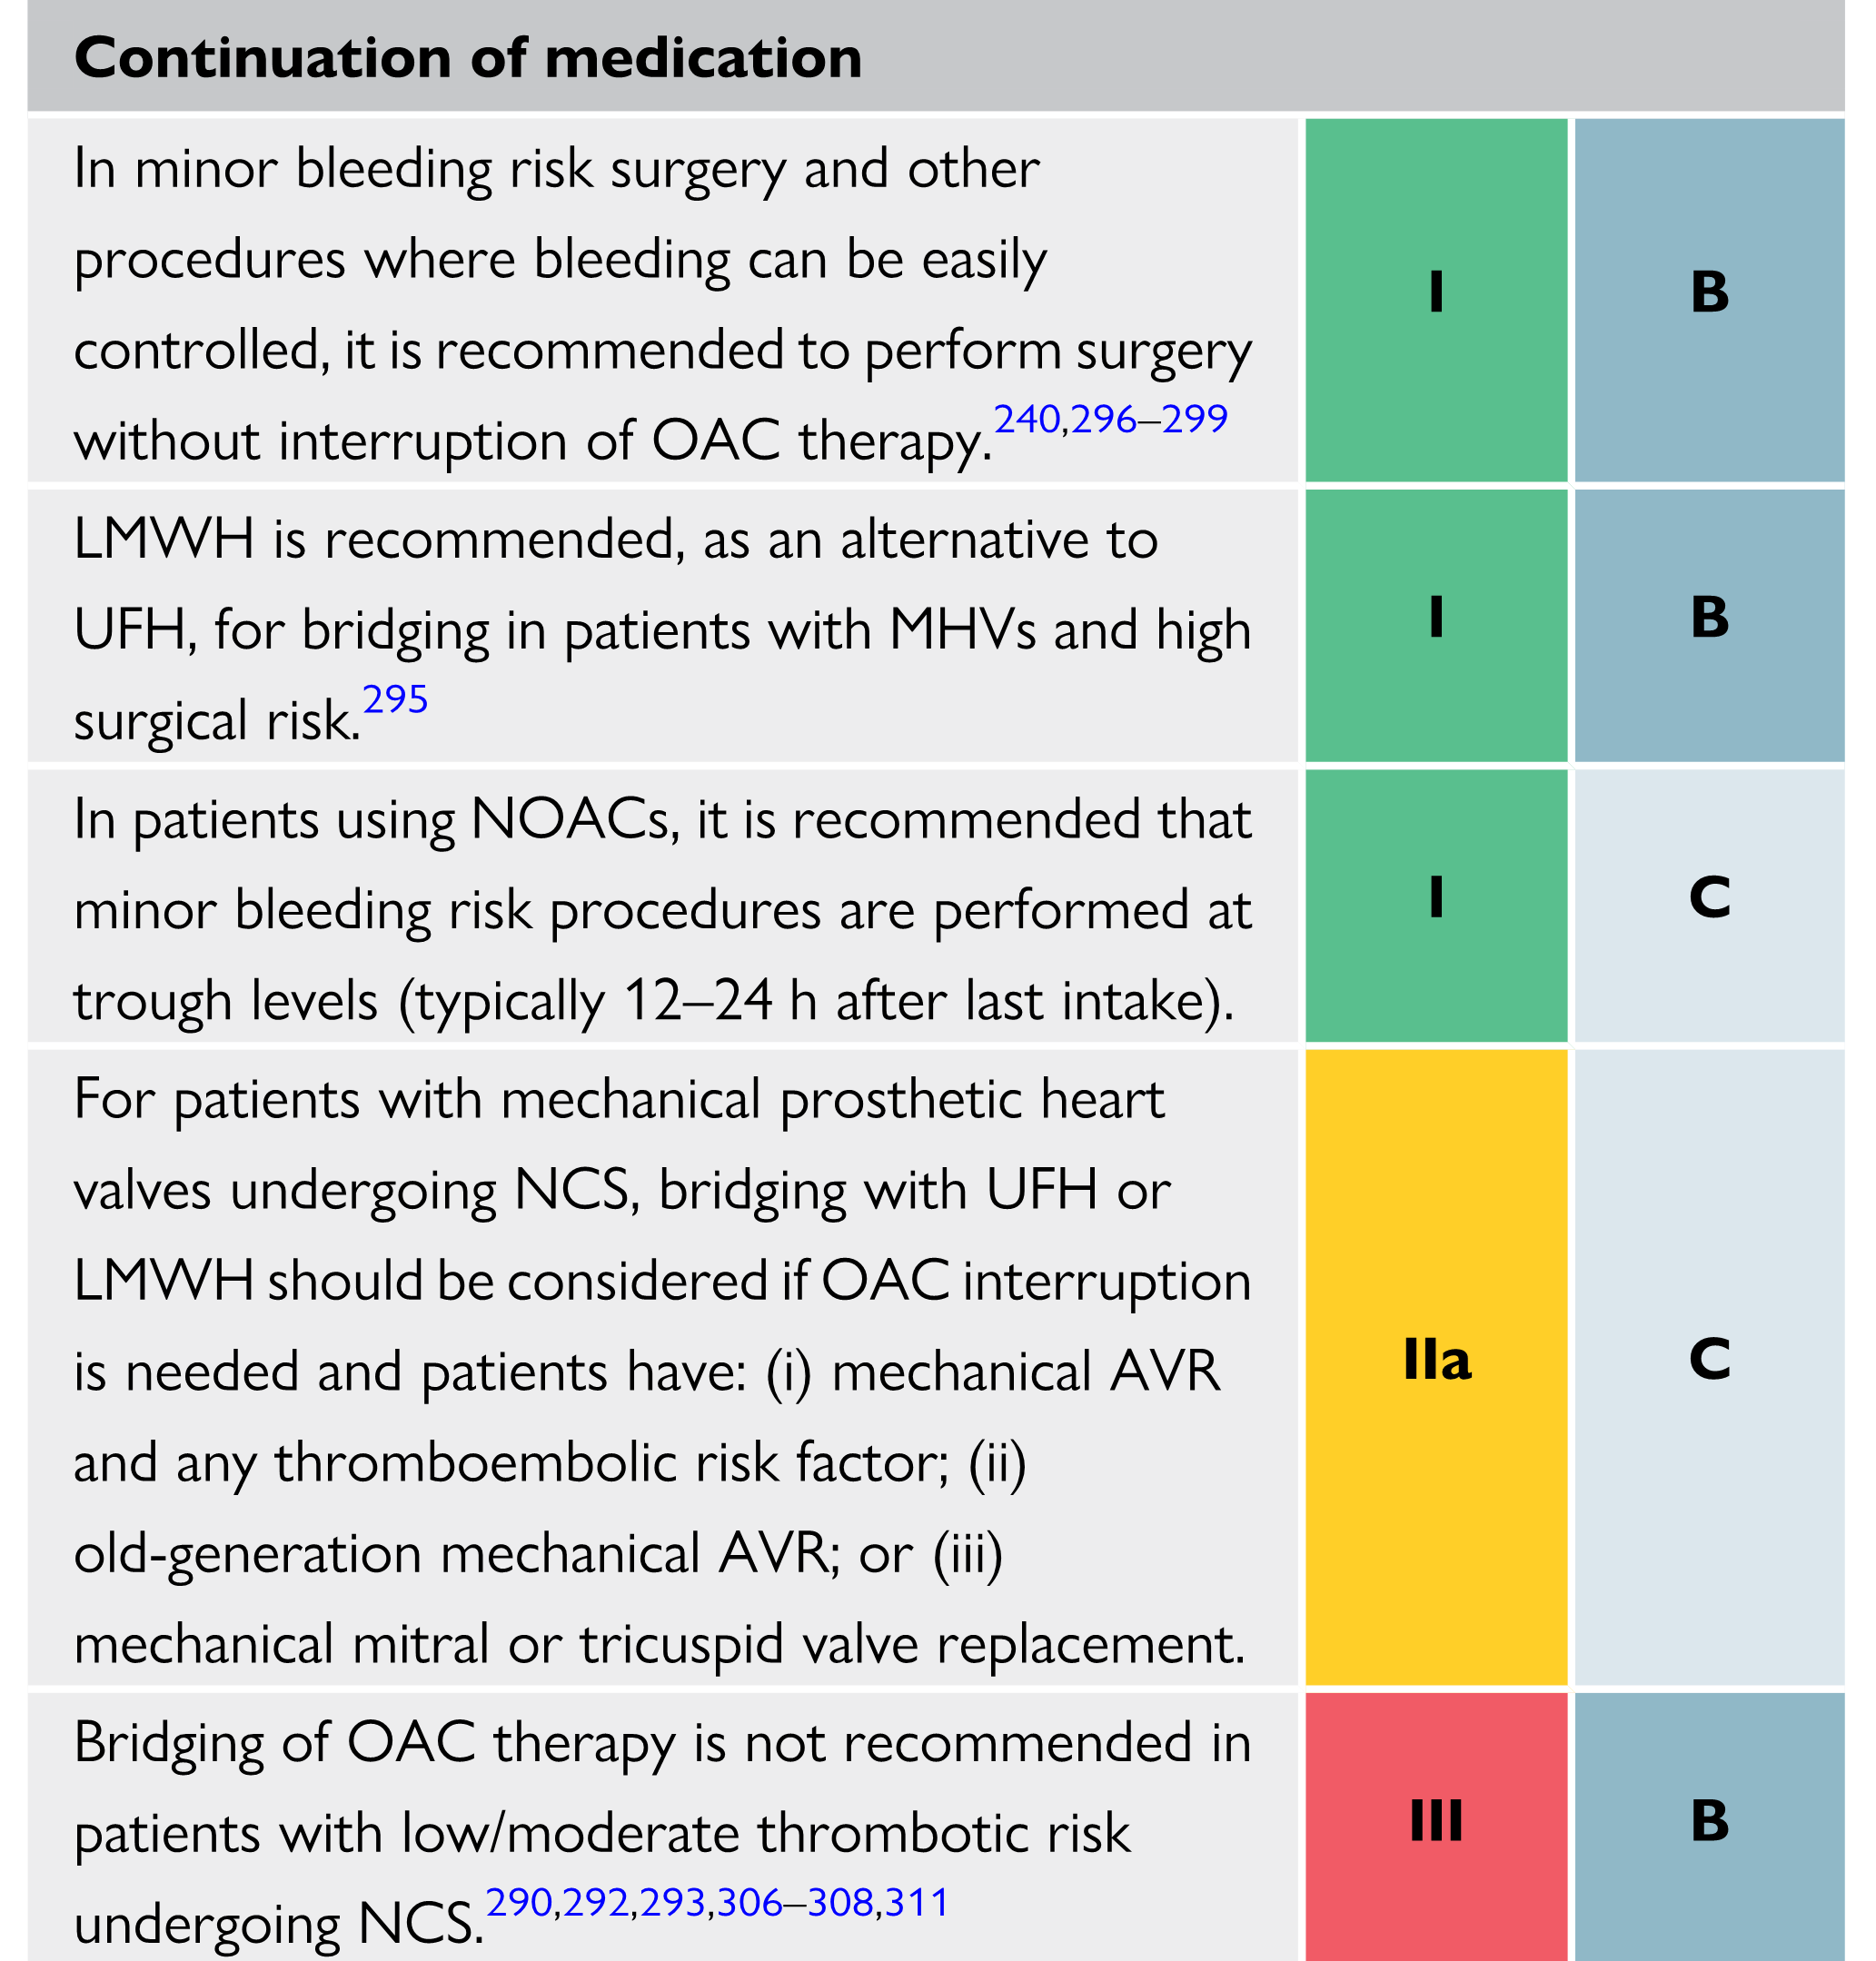 Continuation of medication
In minor bleeding risk surgery and other
procedures where bleeding can be easily
controlled, it is recommended to perform surgery
without interruption of OAC therapy.240,296–299
I
B
LMWH is recommended, as an alternative to
UFH, for bridging in patients with MHVs and high
surgical risk.295
I
B
In patients using NOACs, it is recommended that
minor bleeding risk procedures are performed at
trough levels (typically 12–24 h after last intake).
I
C
For patients with mechanical prosthetic heart
valves undergoing NCS, bridging with UFH or
LMWH should be considered if OAC interruption
is needed and patients have: (i) mechanical AVR
and any thromboembolic risk factor; (ii)
old-generation mechanical AVR; or (iii)
mechanical mitral or tricuspid valve replacement.
IIa
C
Bridging of OAC therapy is not recommended in
patients with low/moderate thrombotic risk
undergoing NCS.290,292,293,306–308,311
III
B